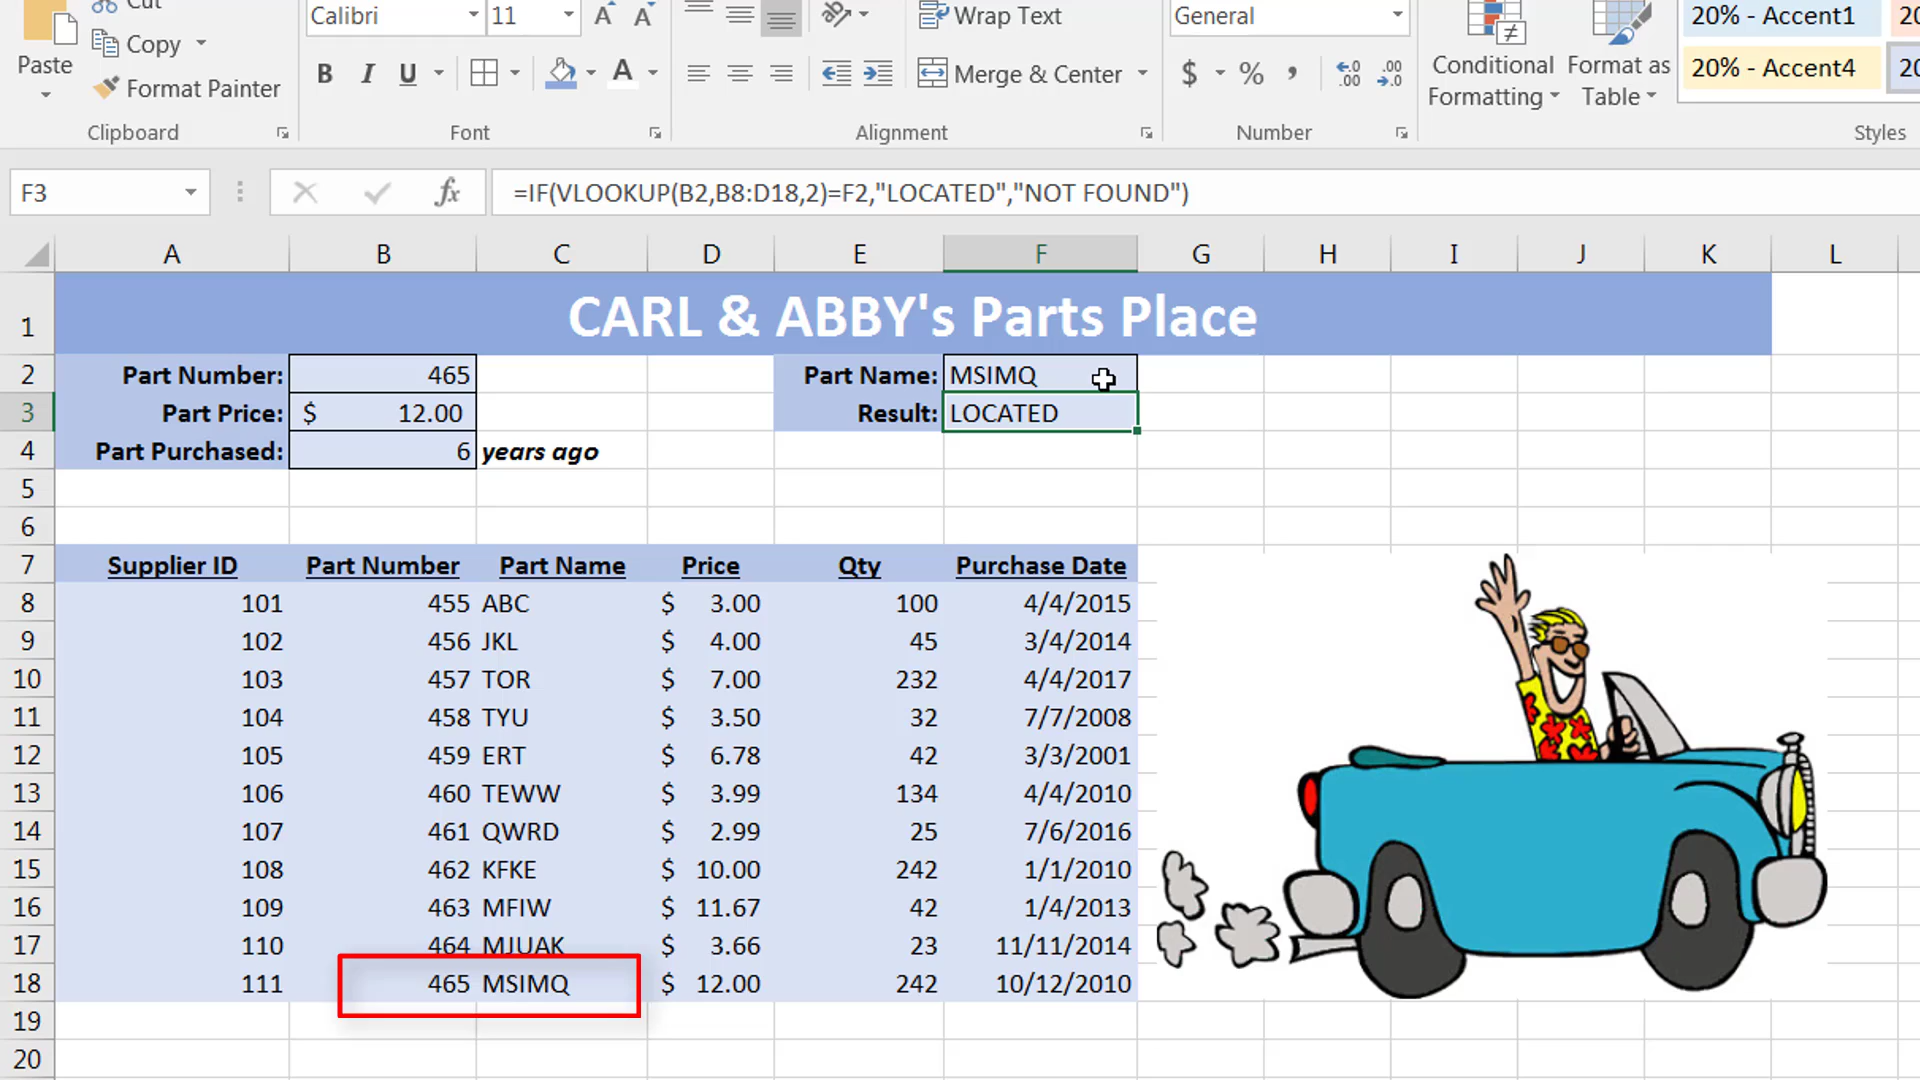 Cut
Calibri 11
Wrap Text
General
20% - Accent1
Copy
Paste
Format Painter
B I U A
Merge & Center
$ % ,
Conditional Formatting
Format as Table
20% - Accent4
Clipboard
Font
Alignment
Number
Styles
F3
fx
=IF(VLOOKUP(B2,B8:D18,2)=F2,"LOCATED","NOT FOUND")
A B C D E F G H I J K L
1 CARL & ABBY's Parts Place
2 Part Number: 465 Part Name: MSIMQ
3 Part Price: $ 12.00 Result: LOCATED
4 Part Purchased: 6 years ago
5
6
7 Supplier ID Part Number Part Name Price Qty Purchase Date
8 101 455 ABC $ 3.00 100 4/4/2015
9 102 456 JKL $ 4.00 45 3/4/2014
10 103 457 TOR $ 7.00 232 4/4/2017
11 104 458 TYU $ 3.50 32 7/7/2008
12 105 459 ERT $ 6.78 42 3/3/2001
13 106 460 TEWW $ 3.99 134 4/4/2010
14 107 461 QWRD $ 2.99 25 7/6/2016
15 108 462 KFKE $ 10.00 242 1/1/2010
16 109 463 MFIW $ 11.67 42 1/4/2013
17 110 464 MJUAK $ 3.66 23 11/11/2014
18 111 465 MSIMQ $ 12.00 242 10/12/2010
19
20